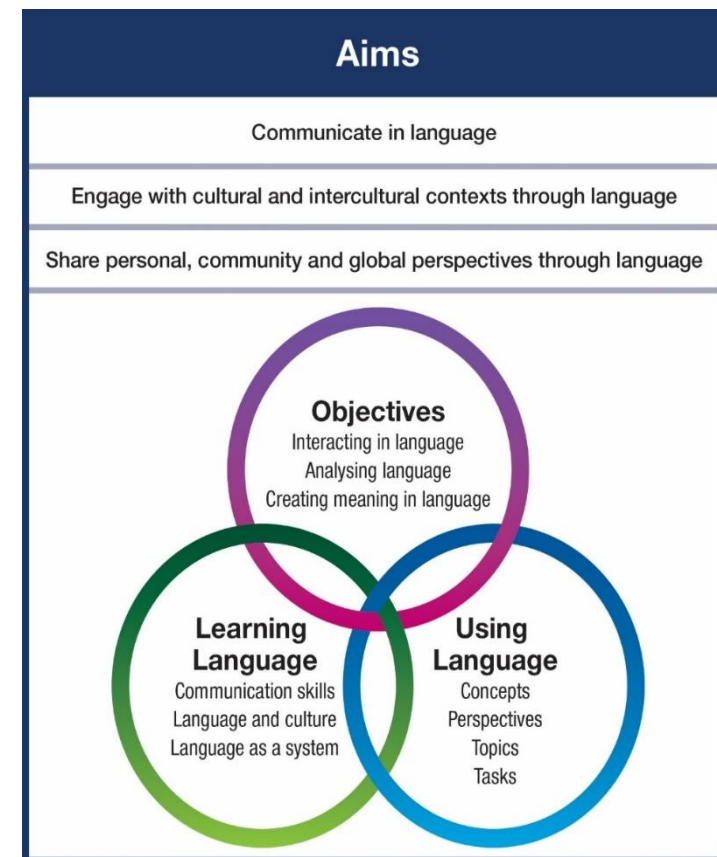 Aims
Communicate in language
Engage with cultural and intercultural contexts through language
Share personal, community and global perspectives through language
Objectives
Interacting in language
Analysing language
Creating meaning in language
Learning
Language
Communication skills
Language and culture
Language as a system
Using
Language
Concepts
Perspectives
Topics
Tasks